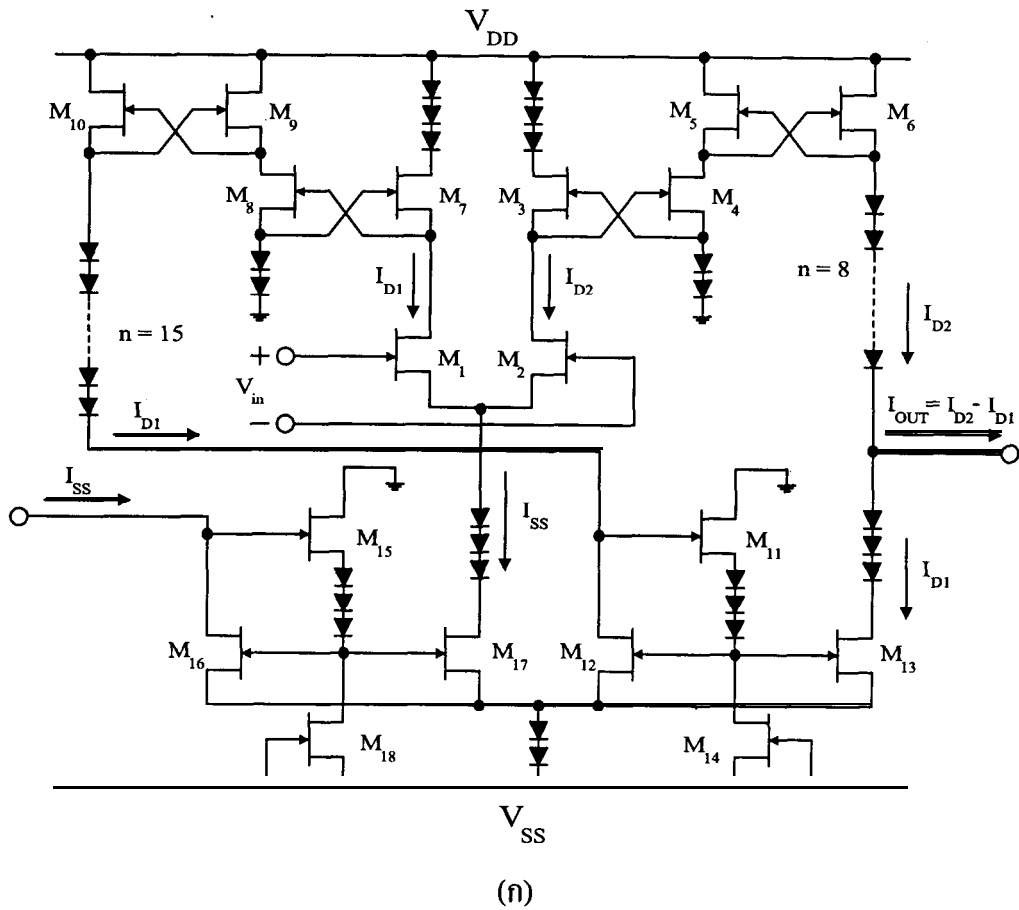 V_DD
M_10
M_9
M_5
M_6
M_8
M_7
M_3
M_4
I_D1
I_D2
n = 8
I_D2
n = 15
+
V_in
−
M_1
M_2
I_D1
I_OUT = I_D2 - I_D1
I_SS
M_15
I_SS
M_11
I_D1
M_16
M_17
M_12
M_13
M_18
M_14
V_SS
(ก)